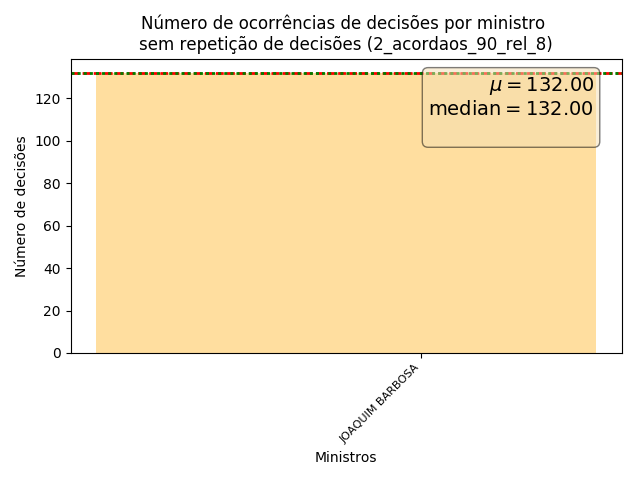 Número de ocorrências de decisões por ministro
sem repetição de decisões (2_acordaos_90_rel_8)
μ = 132.00
median = 132.00
120
100
80
60
40
20
0
Número de decisões
JOAQUIM BARBOSA
Ministros